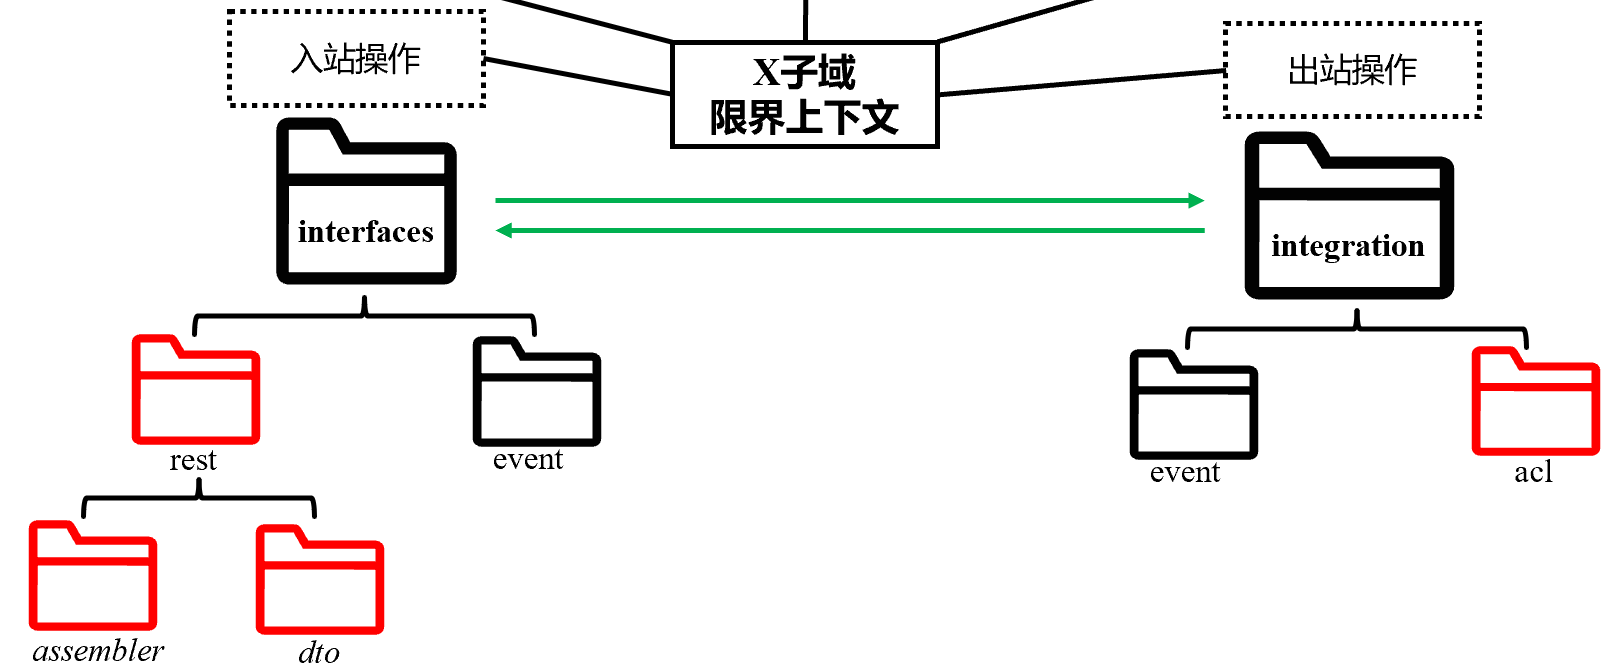 入站操作
X子域
限界上下文
出站操作
interfaces
integration
rest
event
event
acl
assembler
dto